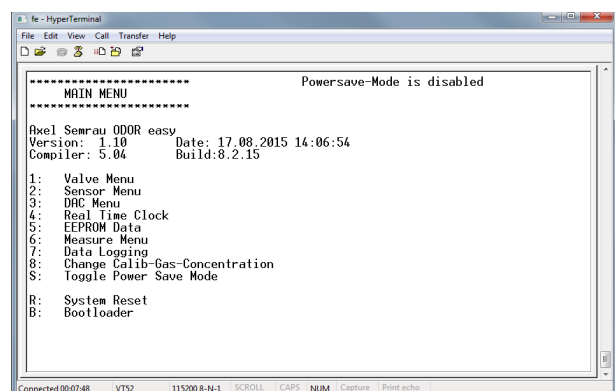 fe - HyperTerminal
File Edit View Call Transfer Help
*********************** Powersave-Mode is disabled
MAIN MENU
***********************
Axel Semrau ODOR easy
Version: 1.10 Date: 17.08.2015 14:06:54
Compiler: 5.04 Build:8.2.15
1: Valve Menu
2: Sensor Menu
3: DAC Menu
4: Real Time Clock
5: EEPROM Data
6: Measure Menu
7: Data Logging
8: Change Calib-Gas-Concentration
S: Toggle Power Save Mode
R: System Reset
B: Bootloader
Connected 00:07:48 VT52 115200 8-N-1 SCROLL CAPS NUM Capture Print echo